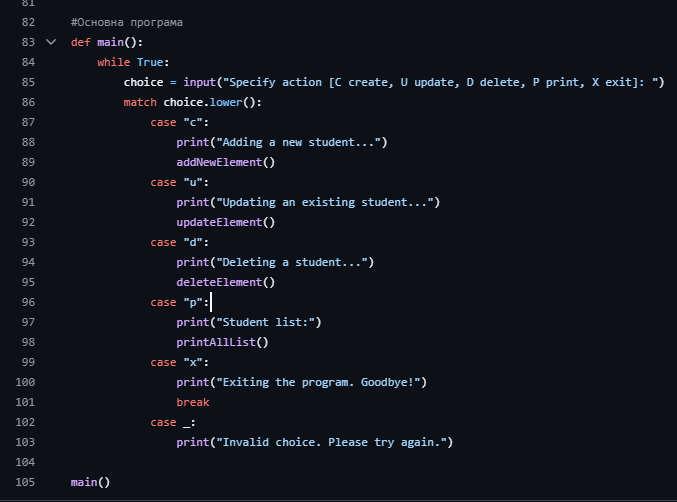 81
82 #Основна програма
83 def main():
84 while True:
85 choice = input("Specify action [C create, U update, D delete, P print, X exit]: ")
86 match choice.lower():
87 case "c":
88 print("Adding a new student...")
89 addNewElement()
90 case "u":
91 print("Updating an existing student...")
92 updateElement()
93 case "d":
94 print("Deleting a student...")
95 deleteElement()
96 case "p":
97 print("Student list:")
98 printAllList()
99 case "x":
100 print("Exiting the program. Goodbye!")
101 break
102 case _:
103 print("Invalid choice. Please try again.")
104
105 main()